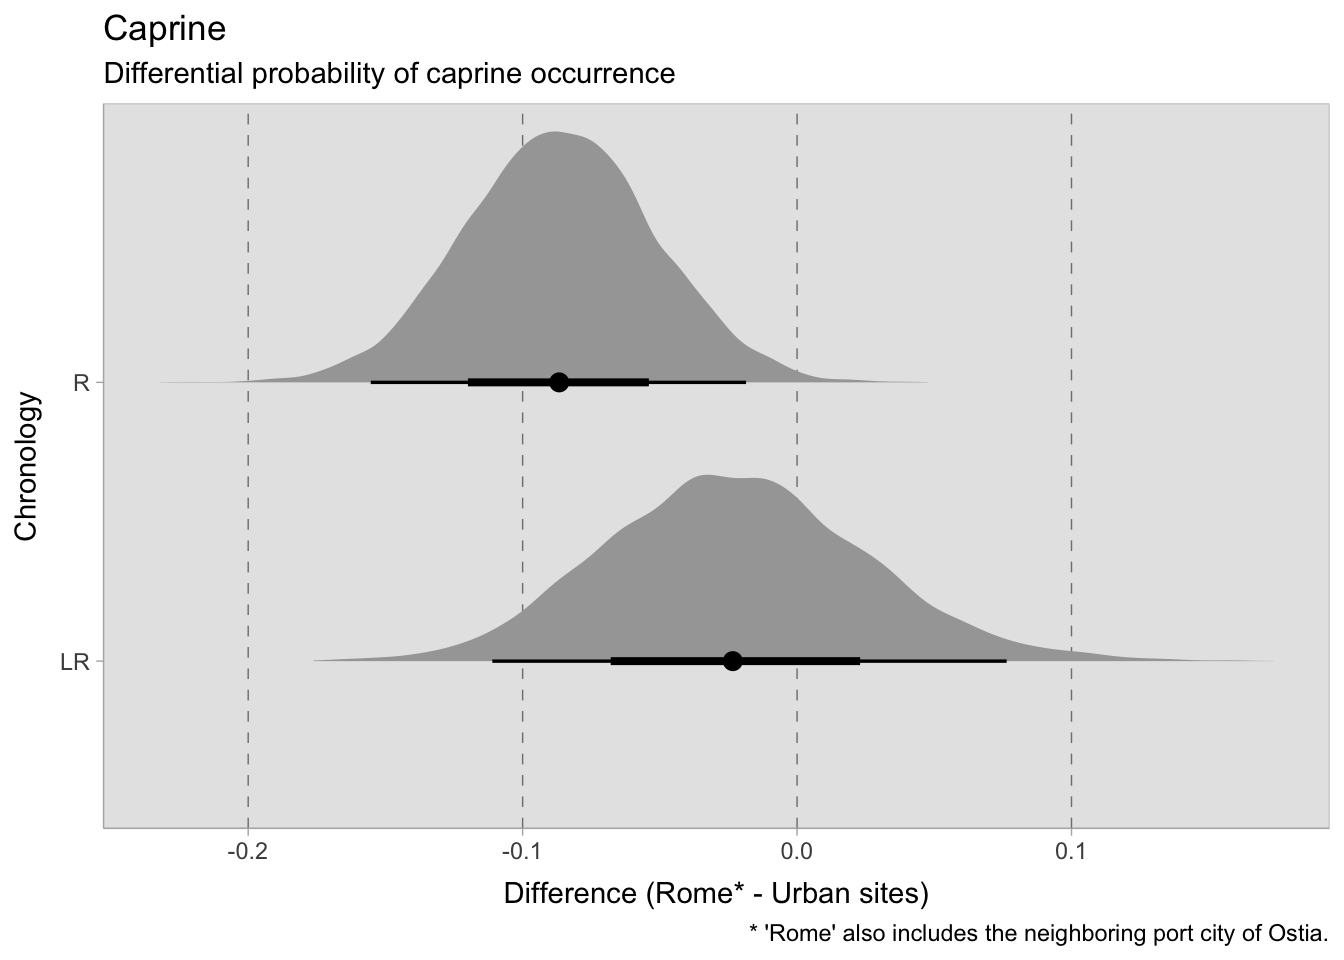 Caprine
Differential probability of caprine occurrence
Chronology
R
LR
-0.2
-0.1
0.0
0.1
Difference (Rome* - Urban sites)
* 'Rome' also includes the neighboring port city of Ostia.